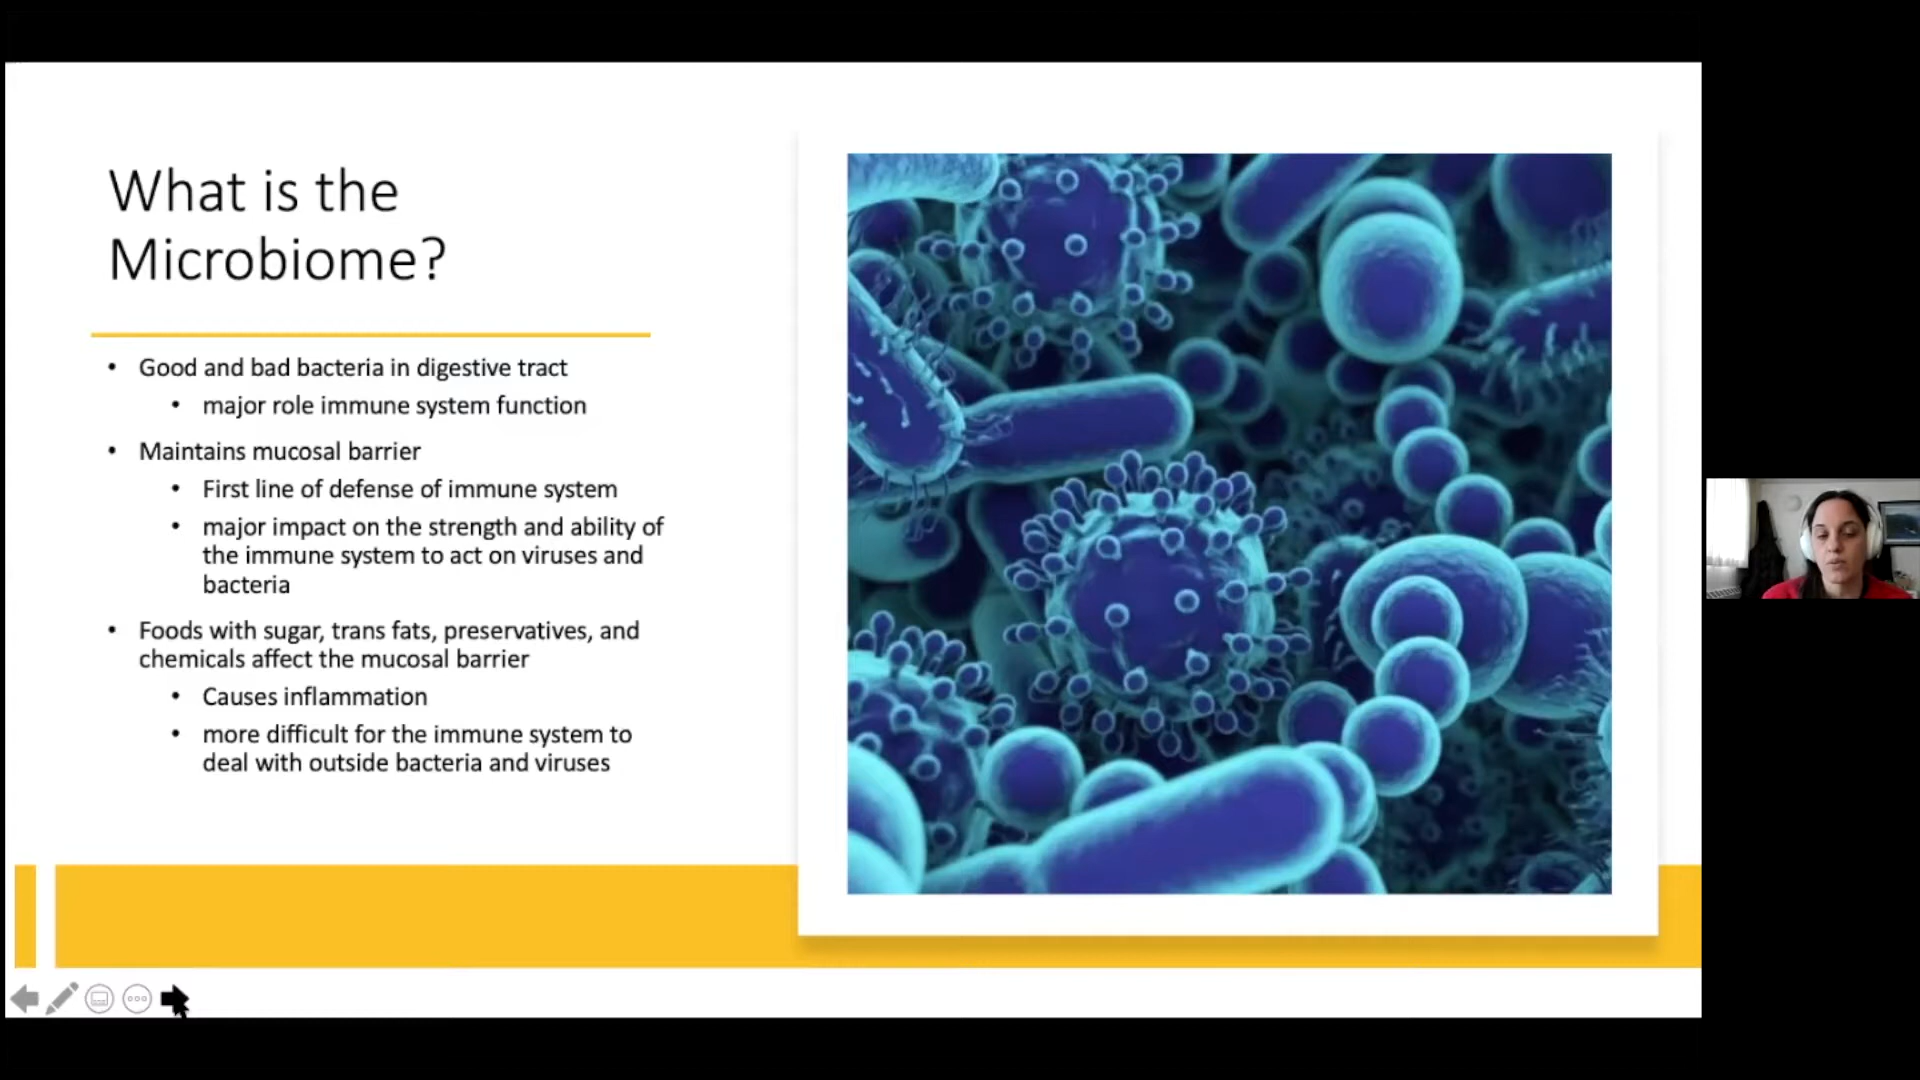 What is the
Microbiome?
• Good and bad bacteria in digestive tract
• major role immune system function
• Maintains mucosal barrier
• First line of defense of immune system
• major impact on the strength and ability of
the immune system to act on viruses and
bacteria
• Foods with sugar, trans fats, preservatives, and
chemicals affect the mucosal barrier
• Causes inflammation
• more difficult for the immune system to
deal with outside bacteria and viruses